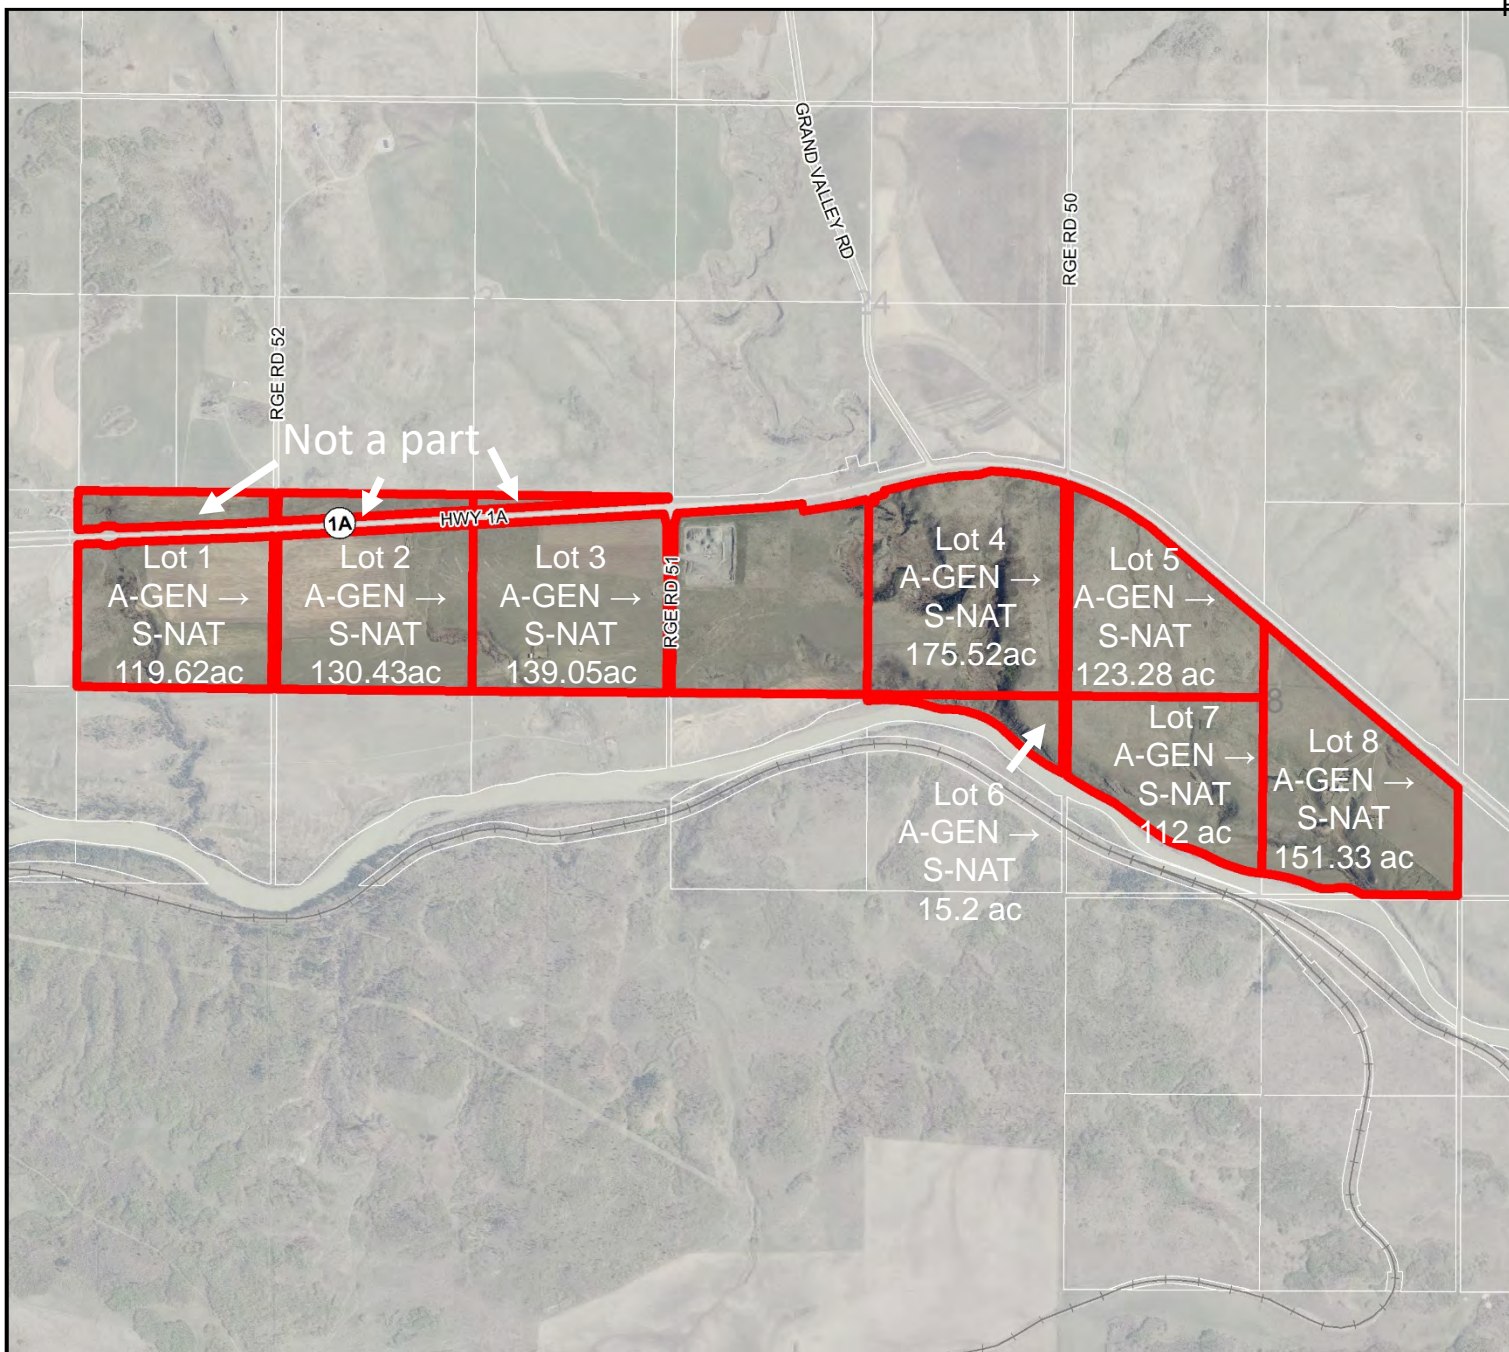 GRAND VALLEY RD
RGE RD 50
RGE RD 52
Not a part
1A
HWY 1A
RGE RD 51
Lot 1
A-GEN →
S-NAT
119.62ac
Lot 2
A-GEN →
S-NAT
130.43ac
Lot 3
A-GEN →
S-NAT
139.05ac
Lot 4
A-GEN →
S-NAT
175.52ac
Lot 5
A-GEN →
S-NAT
123.28 ac
Lot 6
A-GEN →
S-NAT
15.2 ac
Lot 7
A-GEN →
S-NAT
112 ac
Lot 8
A-GEN →
S-NAT
151.33 ac